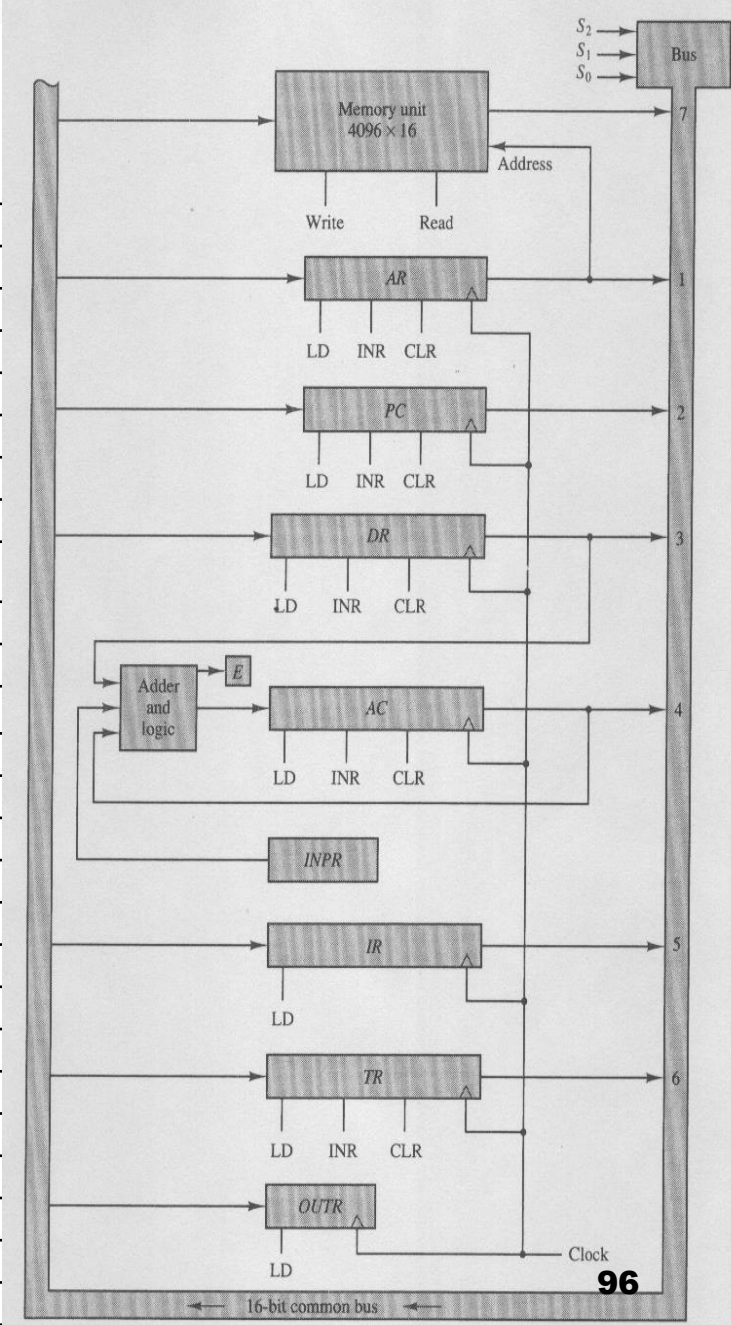 S₂
S₁
S₀
Bus
Memory unit
4096 × 16
7
Address
Write
Read
AR
1
LD
INR
CLR
PC
2
LD
INR
CLR
DR
3
LD
INR
CLR
E
Adder
and
logic
AC
4
LD
INR
CLR
INPR
IR
5
LD
TR
6
LD
INR
CLR
OUTR
LD
Clock
96
16-bit common bus